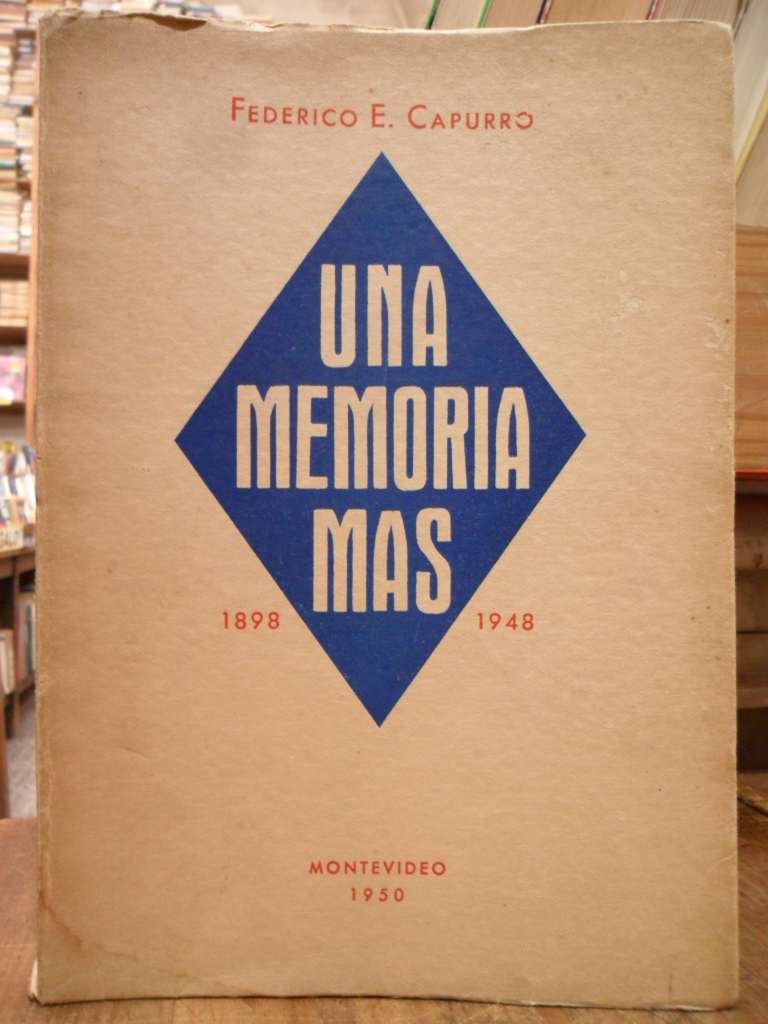 FEDERICO E. CAPURRO
UNA
MEMORIA
MAS
1898 1948
MONTEVIDEO
1950